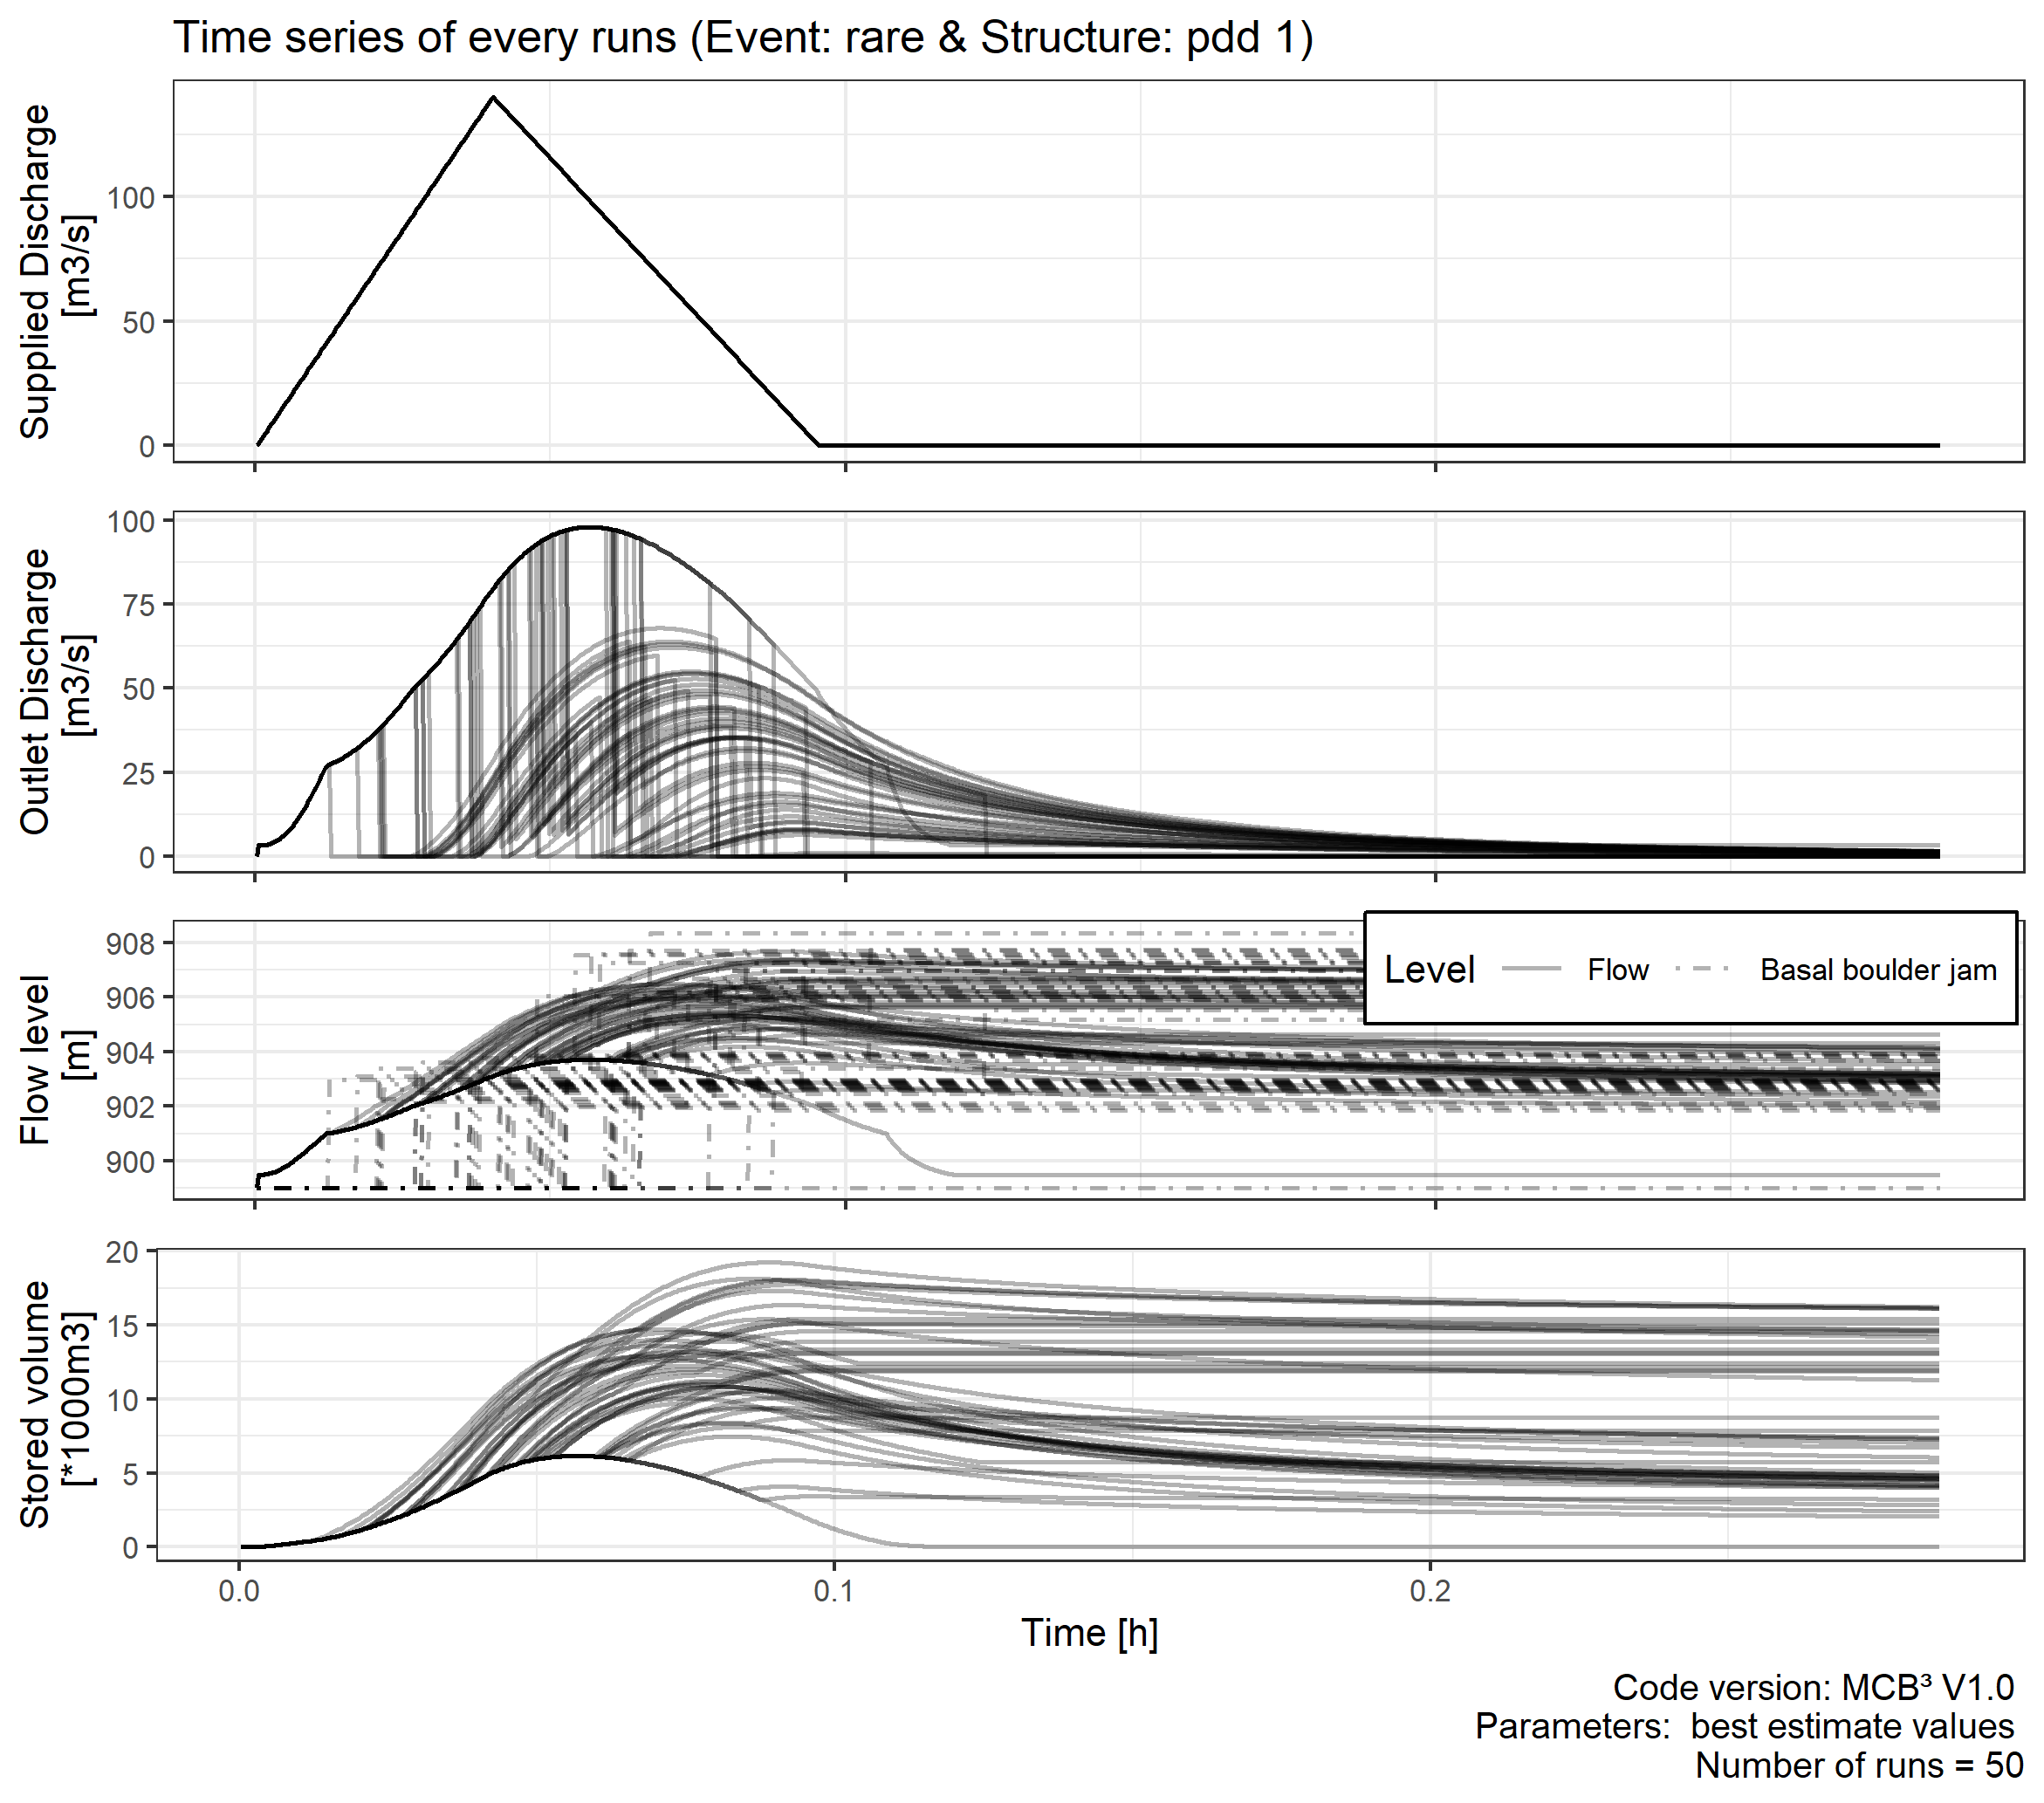 Time series of every runs (Event: rare & Structure: pdd 1)
Supplied Discharge
[m3/s]
100
50
0
Outlet Discharge
[m3/s]
100
75
50
25
0
Flow level
[m]
908
906
904
902
900
Level Flow Basal boulder jam
Stored volume
[*1000m3]
20
15
10
5
0
0.0 0.1 0.2
Time [h]
Code version: MCB³ V1.0
Parameters:  best estimate values
Number of runs = 50